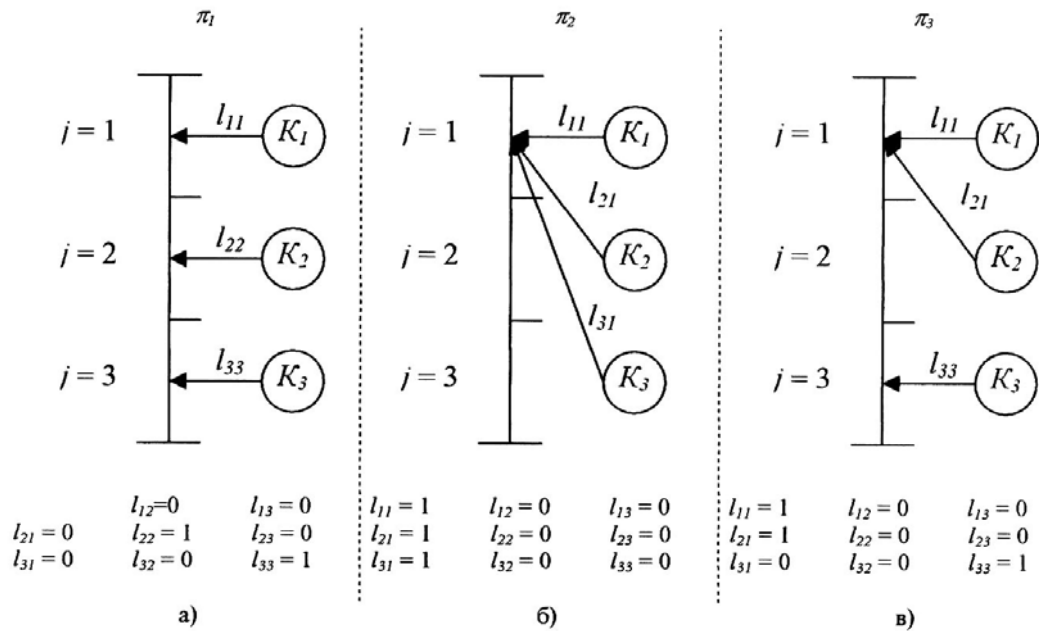 π₁
j = 1
l₁₁
K₁
j = 2
l₂₂
K₂
j = 3
l₃₃
K₃
l₁₂=0 l₁₃ = 0
l₂₁ = 0 l₂₂ = 1 l₂₃ = 0
l₃₁ = 0 l₃₂ = 0 l₃₃ = 1
а)
π₂
j = 1
l₁₁
K₁
l₂₁
j = 2
K₂
l₃₁
j = 3
K₃
l₁₁ = 1 l₁₂ = 0 l₁₃ = 0
l₂₁ = 1 l₂₂ = 0 l₂₃ = 0
l₃₁ = 1 l₃₂ = 0 l₃₃ = 0
б)
π₃
j = 1
l₁₁
K₁
l₂₁
j = 2
K₂
j = 3
l₃₃
K₃
l₁₁ = 1 l₁₂ = 0 l₁₃ = 0
l₂₁ = 1 l₂₂ = 0 l₂₃ = 0
l₃₁ = 0 l₃₂ = 0 l₃₃ = 1
в)